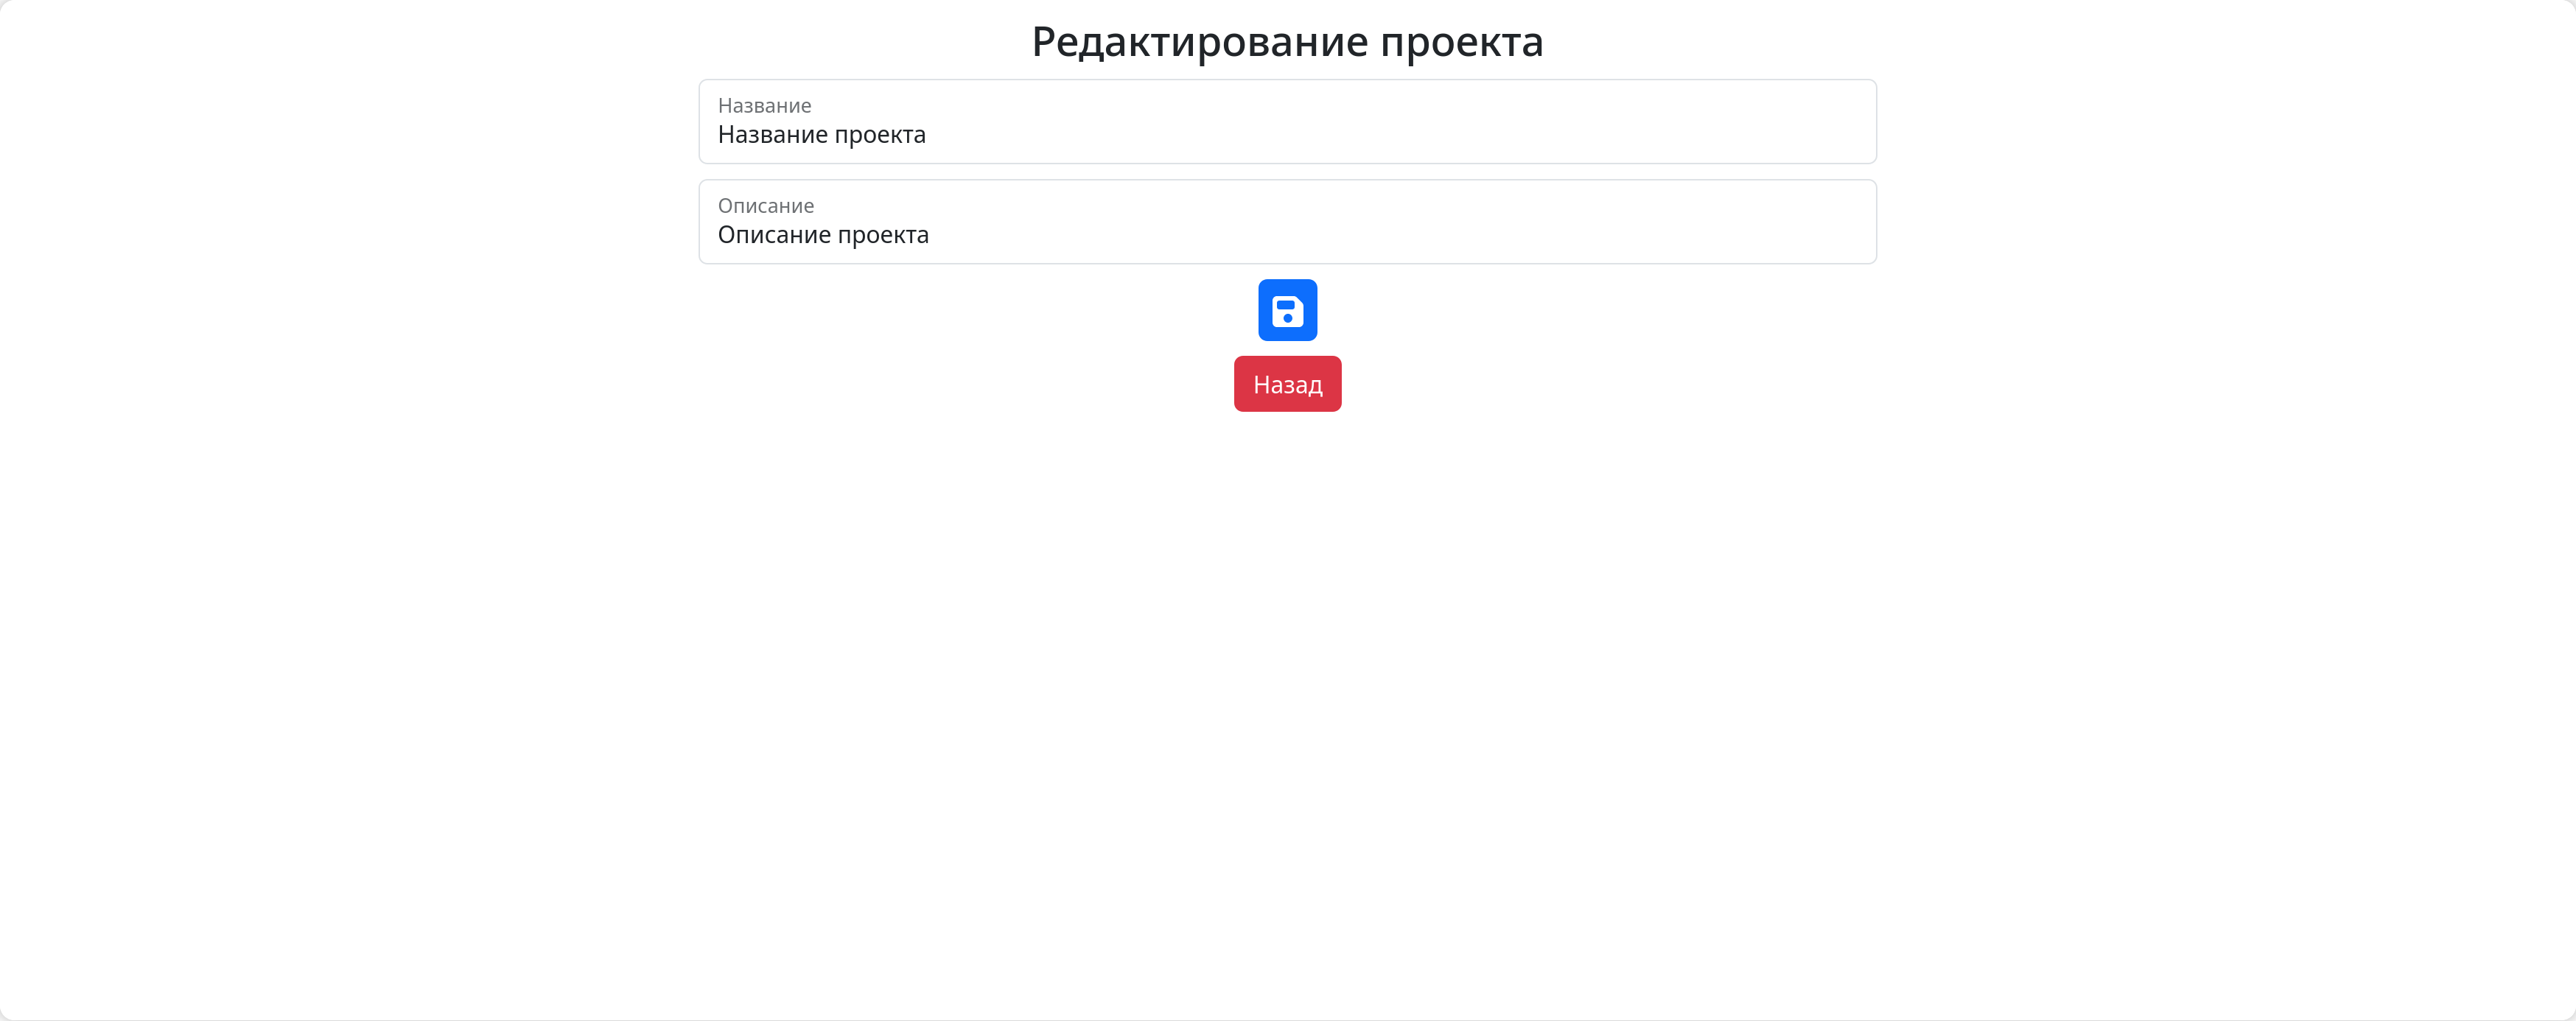 Редактирование проекта
Название
Название проекта
Описание
Описание проекта
Назад